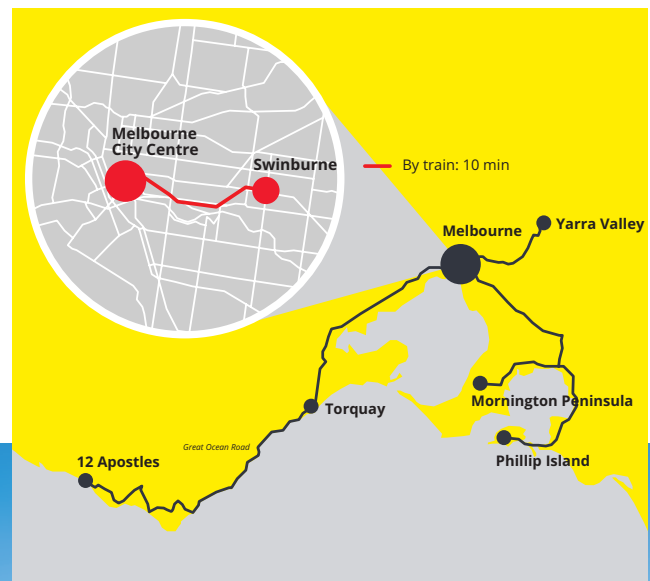 Melbourne
City Centre
Swinburne
By train: 10 min
Melbourne
Yarra Valley
Mornington Peninsula
Torquay
Great Ocean Road
12 Apostles
Phillip Island